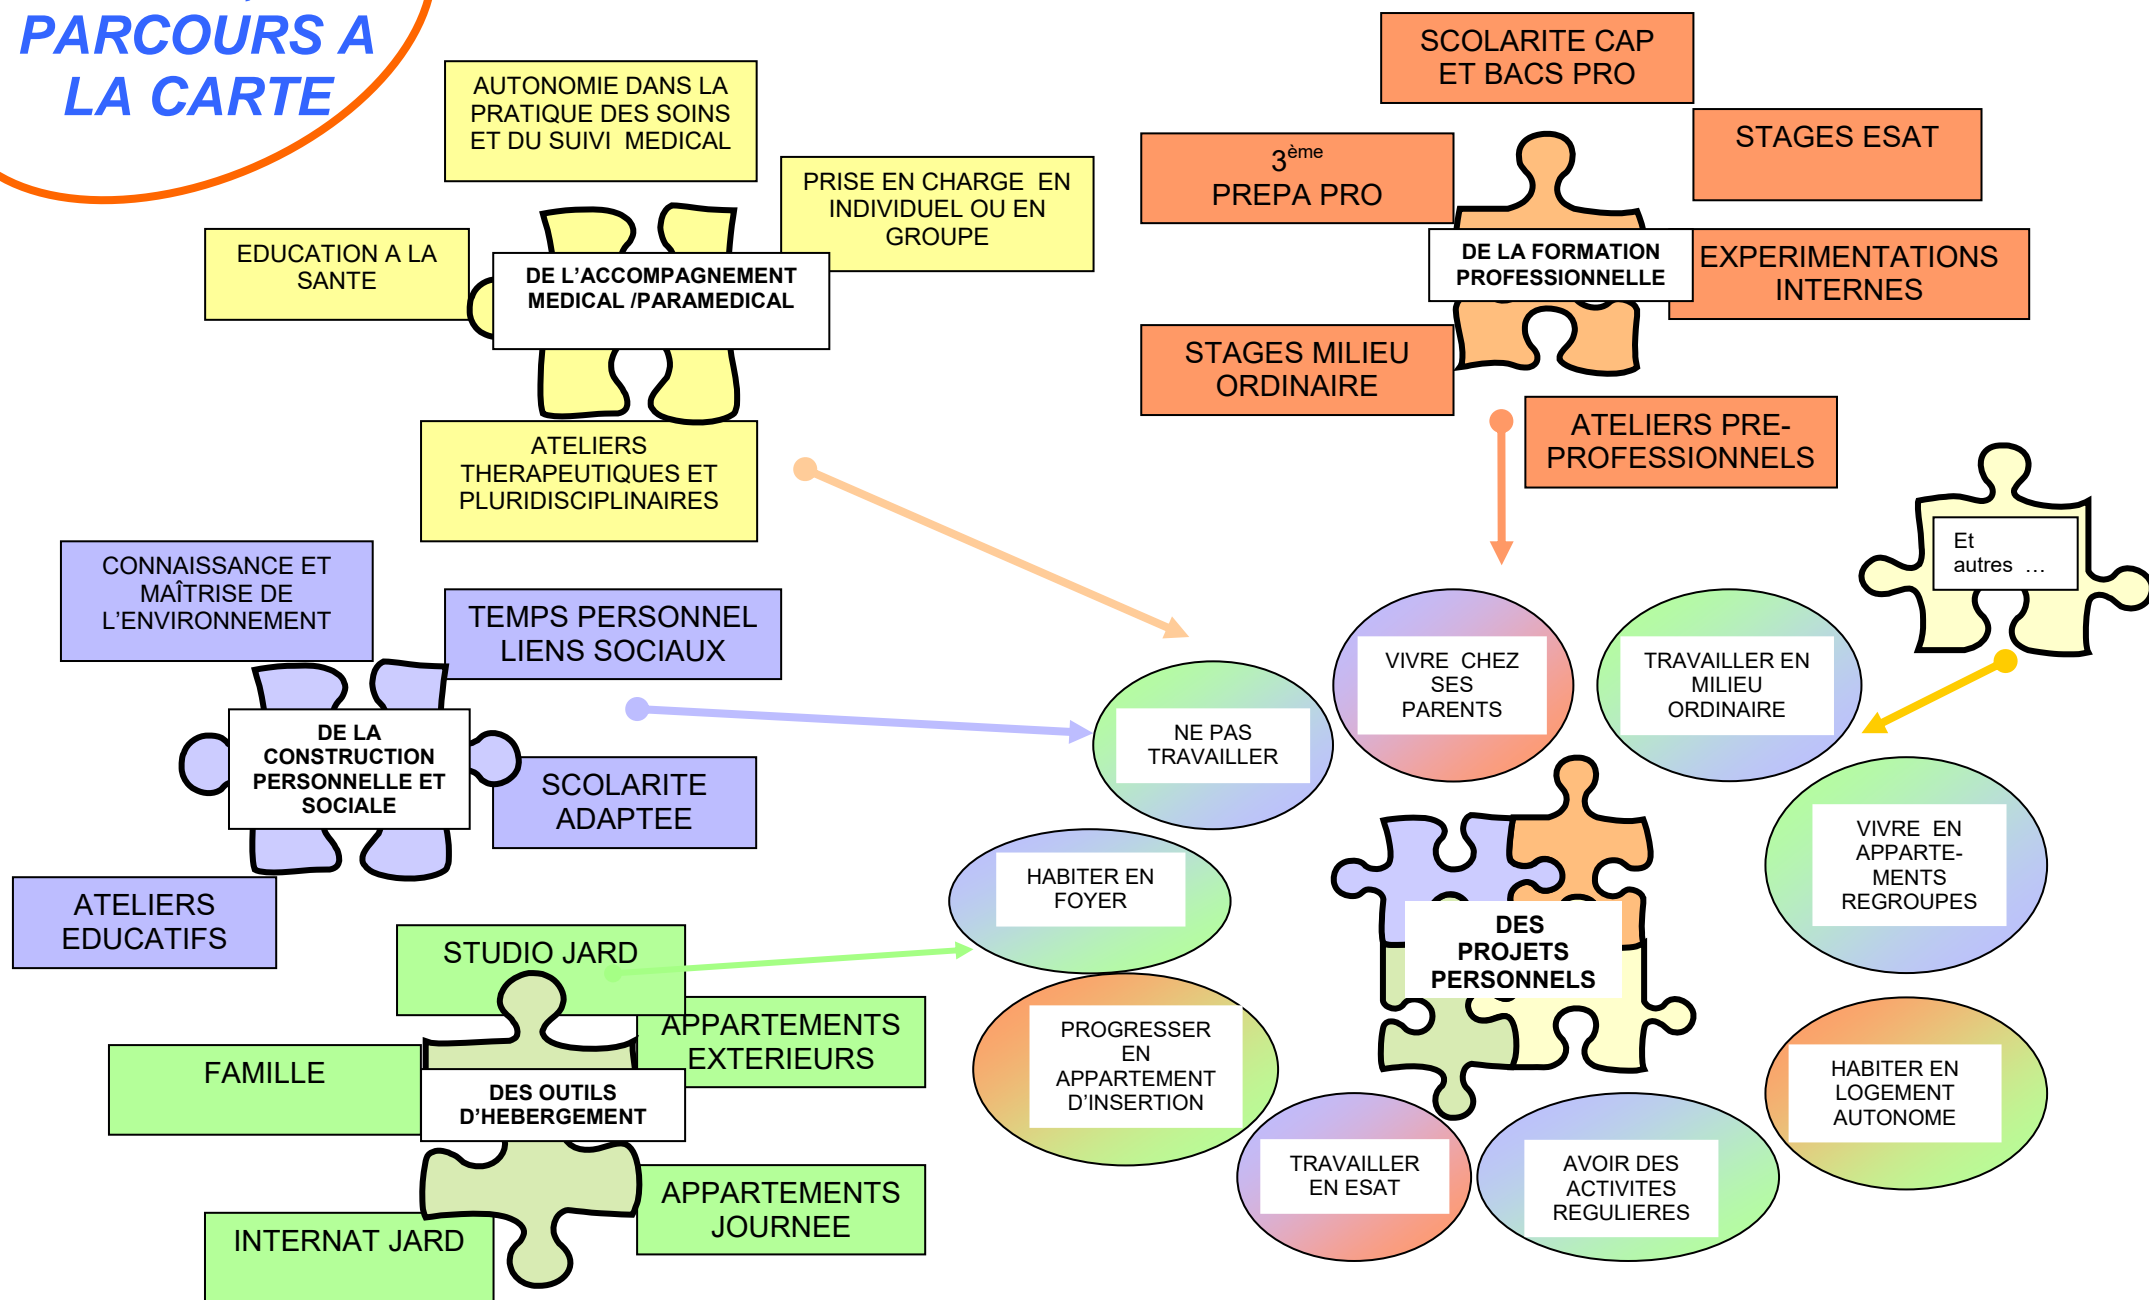 PARCOURS A
LA CARTE
AUTONOMIE DANS LA
PRATIQUE DES SOINS
ET DU SUIVI  MEDICAL
PRISE EN CHARGE  EN
INDIVIDUEL OU EN
GROUPE
EDUCATION A LA
SANTE
DE L’ACCOMPAGNEMENT
MEDICAL /PARAMEDICAL
ATELIERS
THERAPEUTIQUES ET
PLURIDISCIPLINAIRES
SCOLARITE CAP
ET BACS PRO
STAGES ESAT
3ème
PREPA PRO
DE LA FORMATION
PROFESSIONNELLE
EXPERIMENTATIONS
INTERNES
STAGES MILIEU
ORDINAIRE
ATELIERS PRE-
PROFESSIONNELS
Et
autres  …
CONNAISSANCE ET
MAÎTRISE DE
L’ENVIRONNEMENT
TEMPS PERSONNEL
LIENS SOCIAUX
DE LA
CONSTRUCTION
PERSONNELLE ET
SOCIALE
SCOLARITE
ADAPTEE
ATELIERS
EDUCATIFS
STUDIO JARD
APPARTEMENTS
EXTERIEURS
FAMILLE
DES OUTILS
D’HEBERGEMENT
APPARTEMENTS
JOURNEE
INTERNAT JARD
NE PAS
TRAVAILLER
VIVRE  CHEZ
SES
PARENTS
TRAVAILLER EN
MILIEU
ORDINAIRE
VIVRE  EN
APPARTE-
MENTS
REGROUPES
HABITER EN
FOYER
DES
PROJETS
PERSONNELS
PROGRESSER
EN
APPARTEMENT
D’INSERTION
HABITER EN
LOGEMENT
AUTONOME
TRAVAILLER
EN ESAT
AVOIR DES
ACTIVITES
REGULIERES